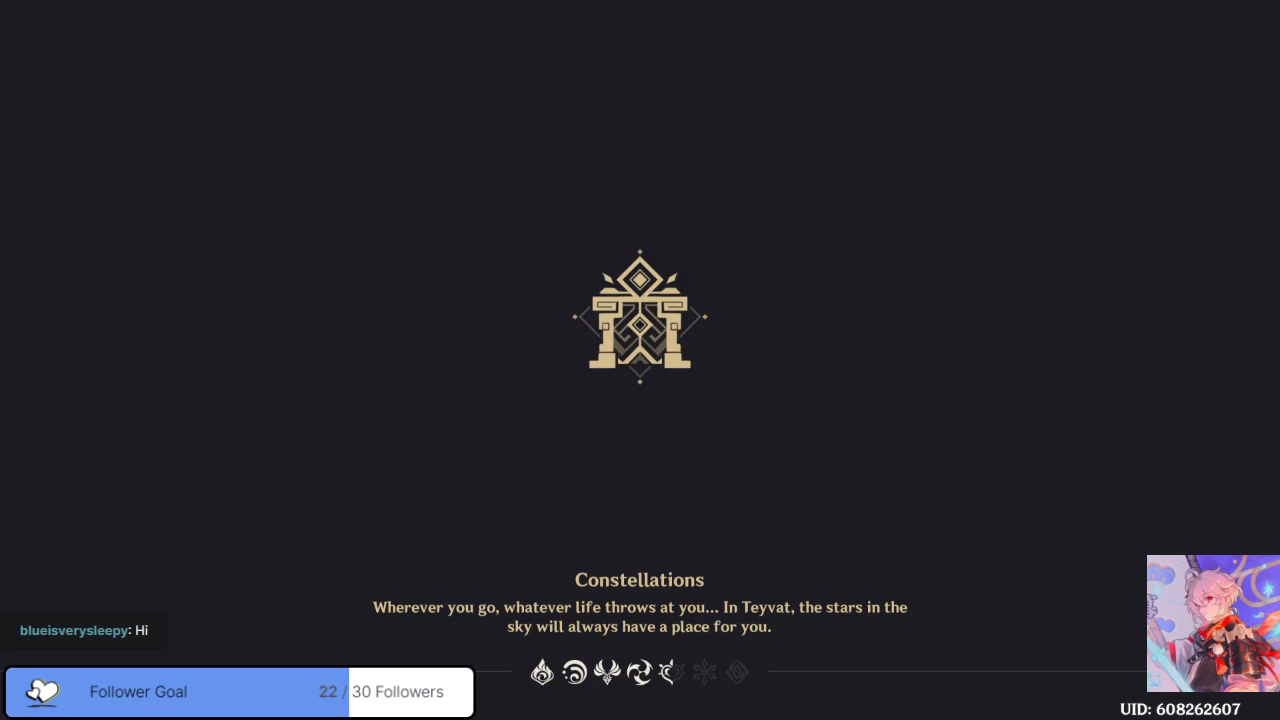 Constellations
Wherever you go, whatever life throws at you... In Teyvat, the stars in the
sky will always have a place for you.
blueisverysleepy: Hi
Follower Goal 22 / 30 Followers
UID: 608262607